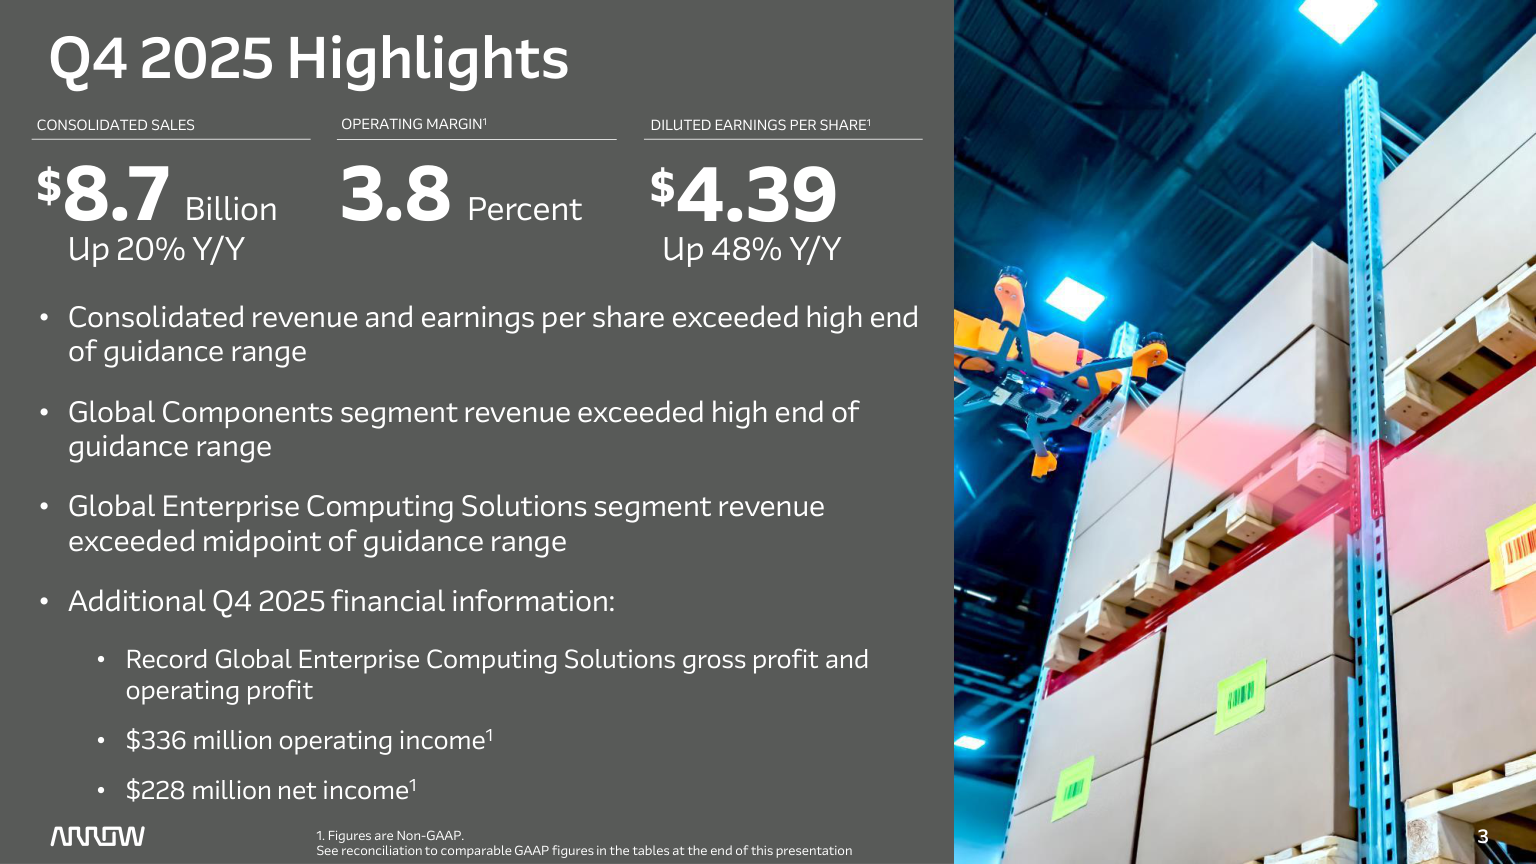 Q4 2025 Highlights
CONSOLIDATED SALES
$8.7 Billion
Up 20% Y/Y
OPERATING MARGIN¹
3.8 Percent
DILUTED EARNINGS PER SHARE¹
$4.39
Up 48% Y/Y
• Consolidated revenue and earnings per share exceeded high end
of guidance range
• Global Components segment revenue exceeded high end of
guidance range
• Global Enterprise Computing Solutions segment revenue
exceeded midpoint of guidance range
• Additional Q4 2025 financial information:
• Record Global Enterprise Computing Solutions gross profit and
operating profit
• $336 million operating income¹
• $228 million net income¹
ARROW
1. Figures are Non-GAAP.
See reconciliation to comparable GAAP figures in the tables at the end of this presentation
3